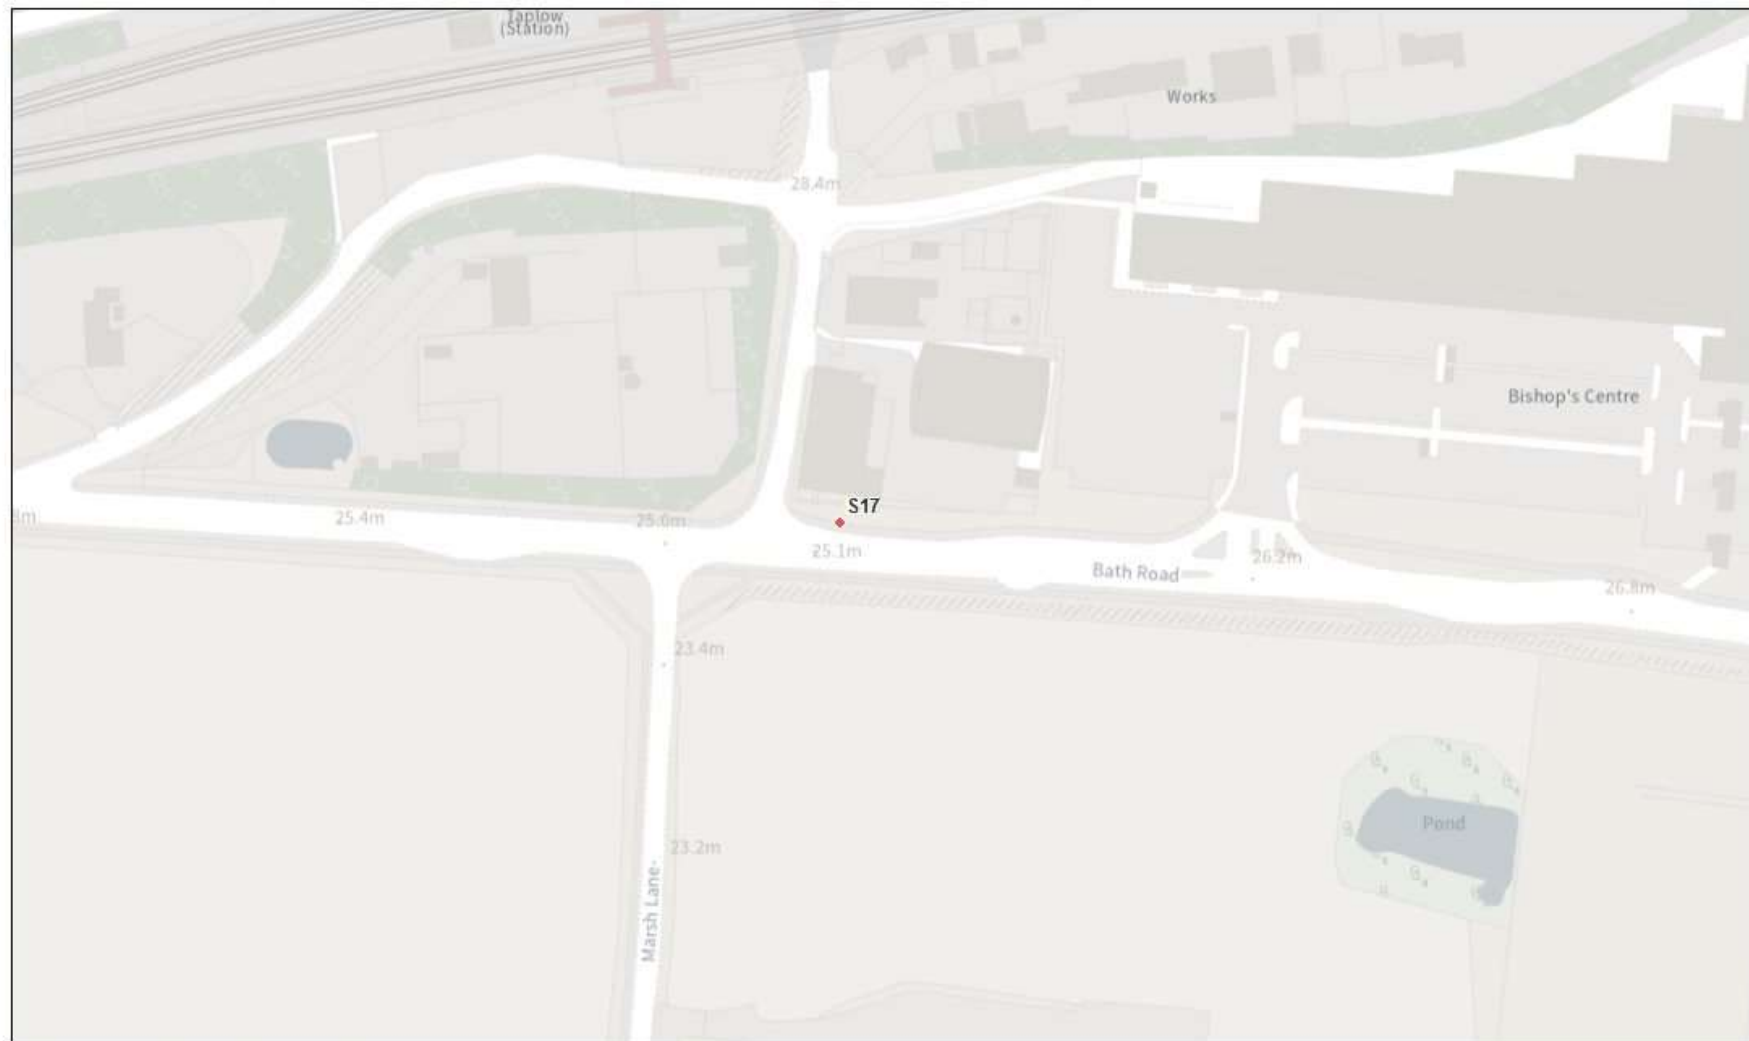 Taplow
(Station)
Works
28.4m
Bishop's Centre
S17
8m
25.4m
25.0m
25.1m
Bath Road
26.2m
26.8m
23.4m
Pond
23.2m
Marsh Lane